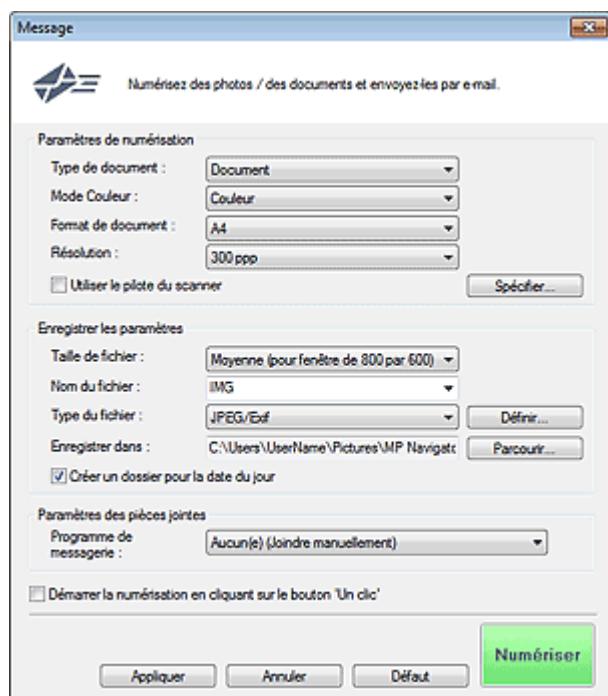 Message
Numérisez des photos / des documents et envoyez-les par e-mail.
Paramètres de numérisation
Type de document : Document
Mode Couleur : Couleur
Format de document : A4
Résolution : 300 ppp
Utiliser le pilote du scanner Spécifier...
Enregistrer les paramètres
Taille de fichier : Moyenne (pour fenêtre de 800 par 600)
Nom du fichier : IMG
Type du fichier : JPEG/Exif Définir...
Enregistrer dans : C:\Users\UserName\Pictures\MP Navigatc Parcourir...
Créer un dossier pour la date du jour
Paramètres des pièces jointes
Programme de
messagerie : Aucun(e) (Joindre manuellement)
Démarrer la numérisation en cliquant sur le bouton 'Un clic'
Numériser
Appliquer Annuler Défaut